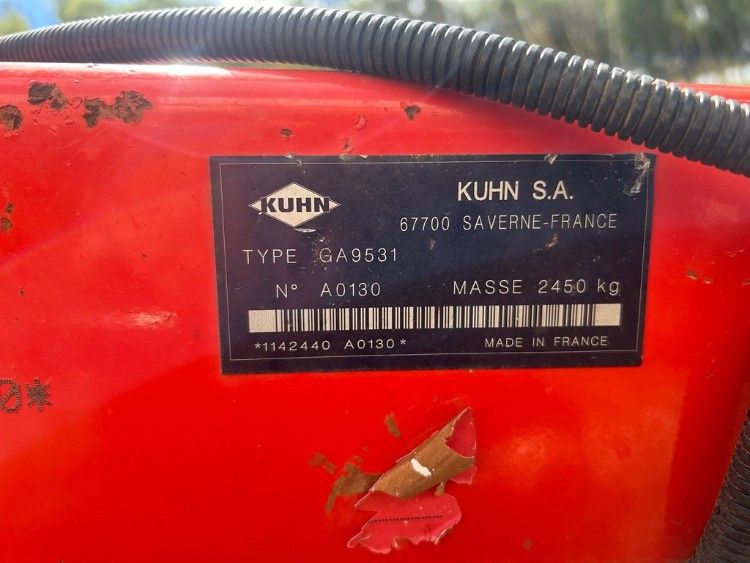 KUHN
KUHN S.A.
67700 SAVERNE-FRANCE
TYPE GA9531
N° A0130 MASSE 2450 kg
*1142440 A0130* MADE IN FRANCE